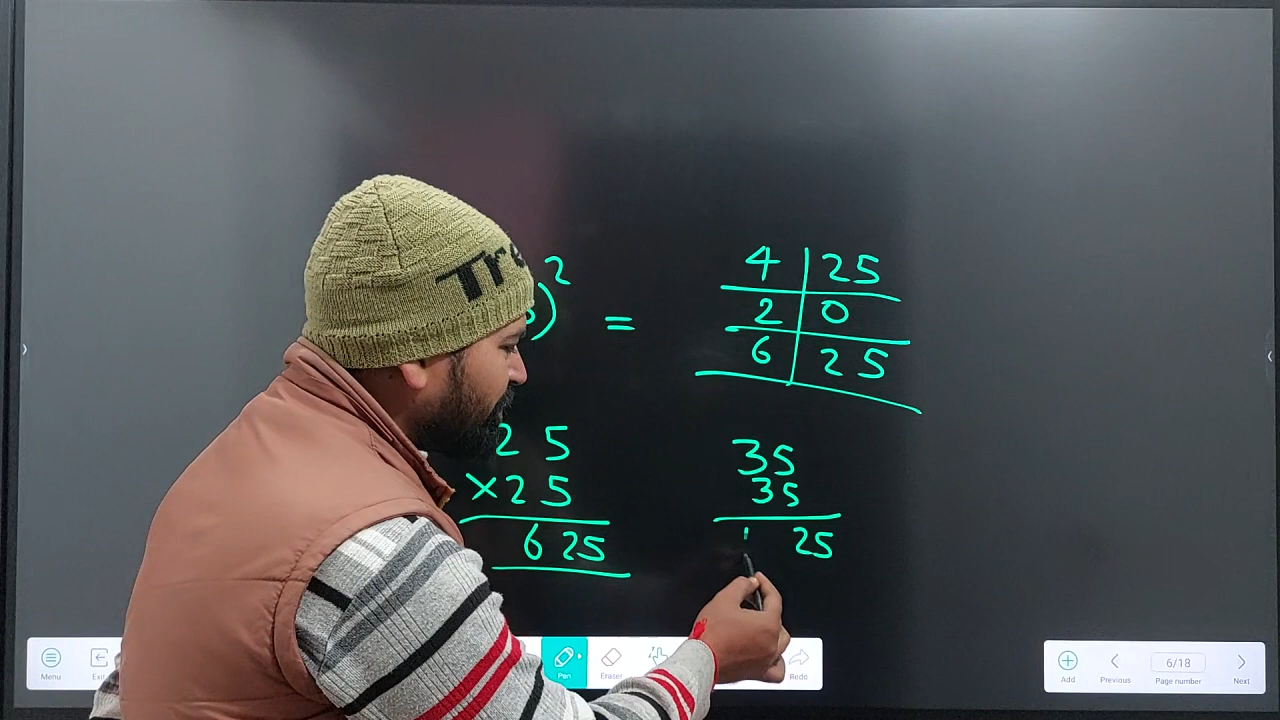 Tre
)² =
4 | 25
2 | 0
6 | 25
2 5
×2 5
6 25
35
35
1 25
Menu
Pen
Eraser
Redo
Add
Previous
6/18
Page number
Next